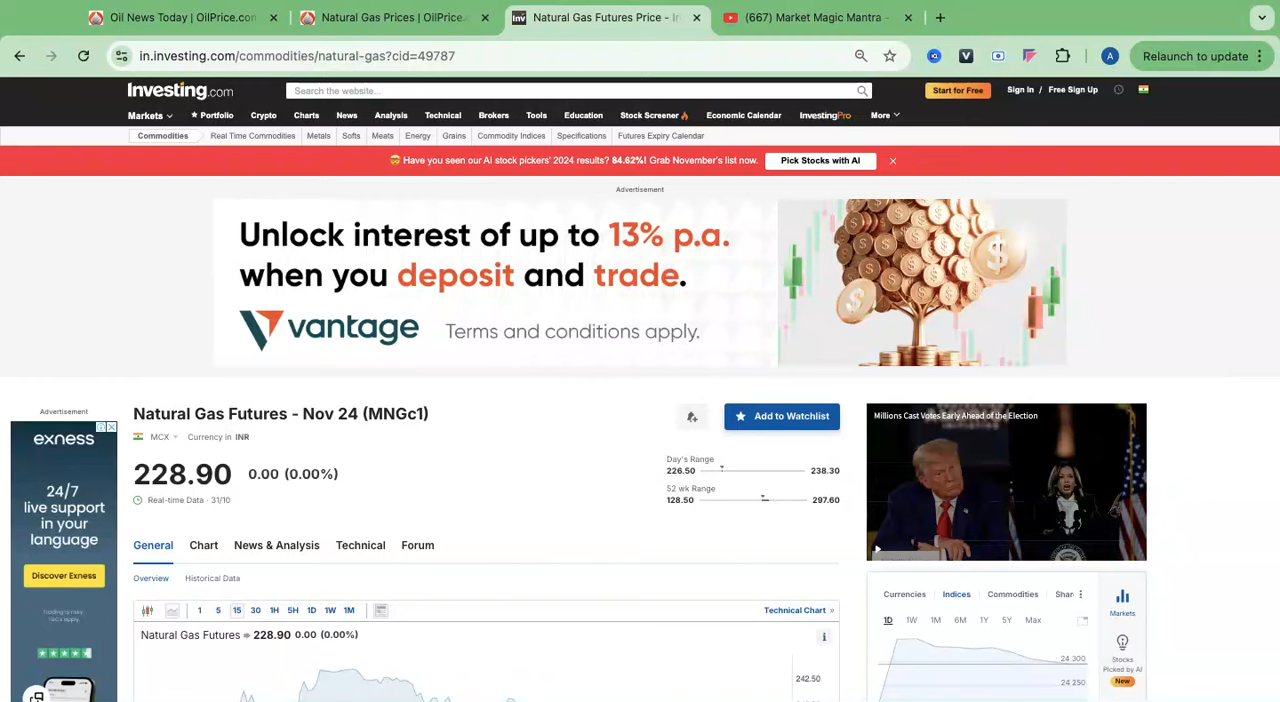 Oil News Today | OilPrice.con
Natural Gas Prices | OilPrice.
Natural Gas Futures Price - In
(667) Market Magic Mantra -
in.investing.com/commodities/natural-gas?cid=49787
Relaunch to update
Investing.com
Search the website...
Start for Free
Sign In / Free Sign Up
Markets
Portfolio
Crypto
Charts
News
Analysis
Technical
Brokers
Tools
Education
Stock Screener
Economic Calendar
InvestingPro
More
Commodities
Real Time Commodities
Metals
Softs
Meats
Energy
Grains
Commodity Indices
Specifications
Futures Expiry Calendar
Have you seen our AI stock pickers' 2024 results? 84.62%! Grab November's list now.
Pick Stocks with AI
Advertisement
Unlock interest of up to 13% p.a.
when you deposit and trade.
vantage
Terms and conditions apply.
Advertisement
exness
24/7
live support
in your
language
Discover Exness
Natural Gas Futures - Nov 24 (MNGc1)
Add to Watchlist
MCX
Currency in INR
228.90 0.00 (0.00%)
Real-time Data · 31/10
Day's Range
226.50 238.30
52 wk Range
128.50 297.60
General
Chart
News & Analysis
Technical
Forum
Overview
Historical Data
1 5 15 30 1H 5H 1D 1W 1M
Technical Chart »
Natural Gas Futures 228.90 0.00 (0.00%)
242.50
Millions Cast Votes Early Ahead of the Election
Currencies
Indices
Commodities
Shar
1D 1W 1M 6M 1Y 5Y Max
24 300
24 250
Markets
Stocks
Picked by AI
New